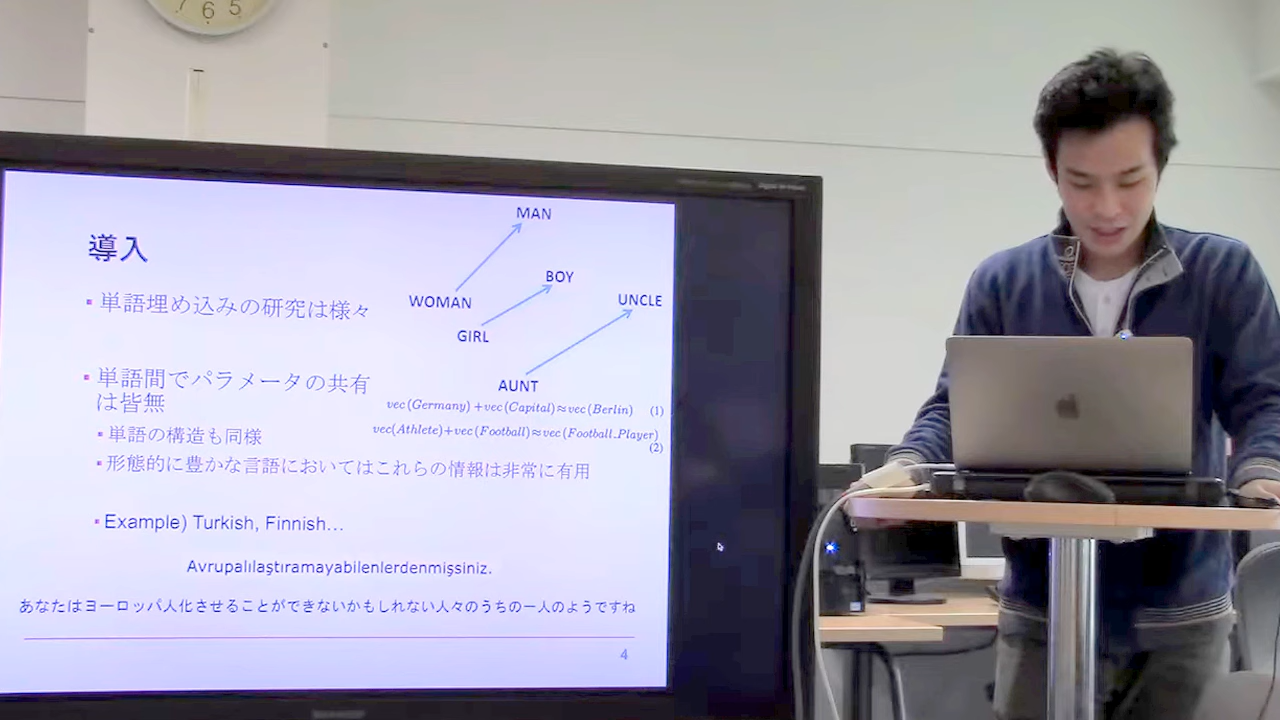 7 6 5
導入
MAN
BOY
WOMAN
UNCLE
GIRL
AUNT
▪ 単語埋め込みの研究は様々
▪ 単語間でパラメータの共有
は皆無
vec(Germany)+vec(Capital)≈vec(Berlin) (1)
vec(Athlete)+vec(Football)≈vec(Football_Player)
(2)
▪ 単語の構造も同様
▪ 形態的に豊かな言語においてはこれらの情報は非常に有用
▪ Example) Turkish, Finnish…
Avrupalılaştıramayabilenlerdenmişsiniz.
あなたはヨーロッパ人化させることができないかもしれない人々のうちの一人のようですね
4